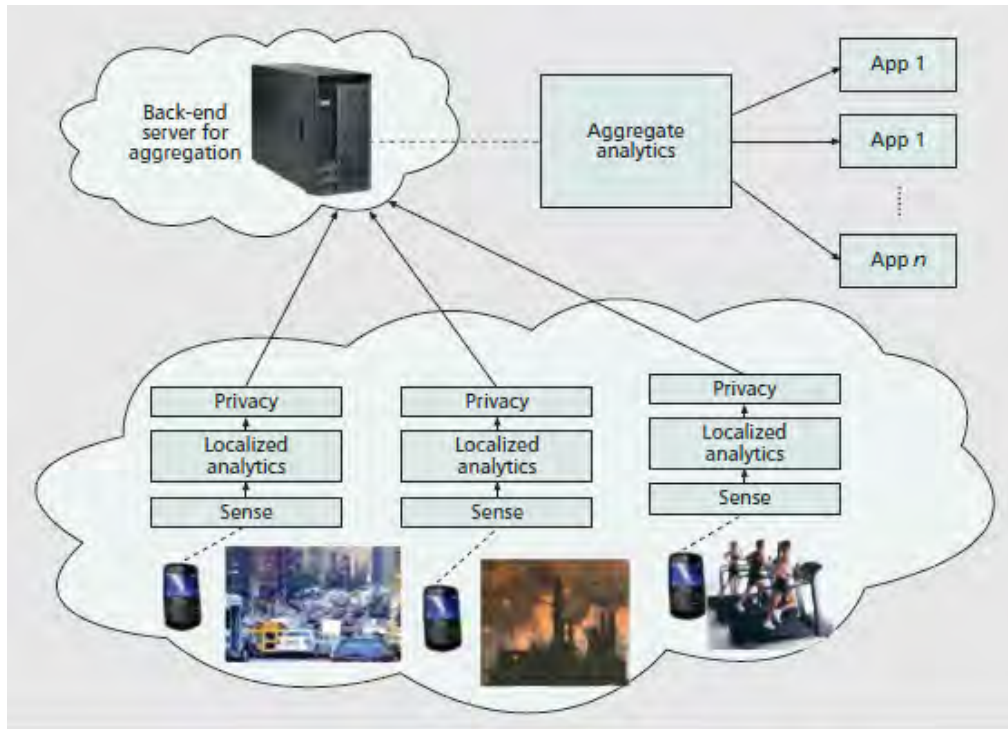 Back-end
server for
aggregation
Aggregate
analytics
App 1
App 1
App n
Privacy
Localized
analytics
Sense
Privacy
Localized
analytics
Sense
Privacy
Localized
analytics
Sense